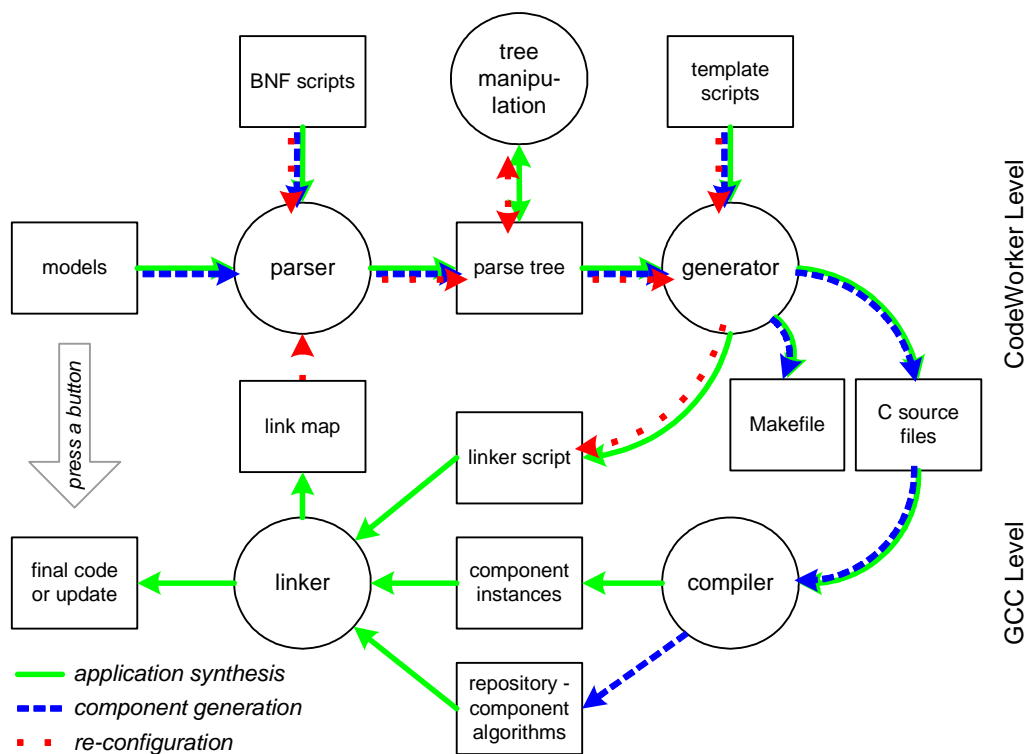 BNF scripts
tree
manipu-
lation
template
scripts
models
parser
parse tree
generator
CodeWorker Level
press a button
link map
linker script
Makefile
C source
files
final code
or update
linker
component
instances
compiler
GCC Level
repository -
component
algorithms
application synthesis
component generation
re-configuration